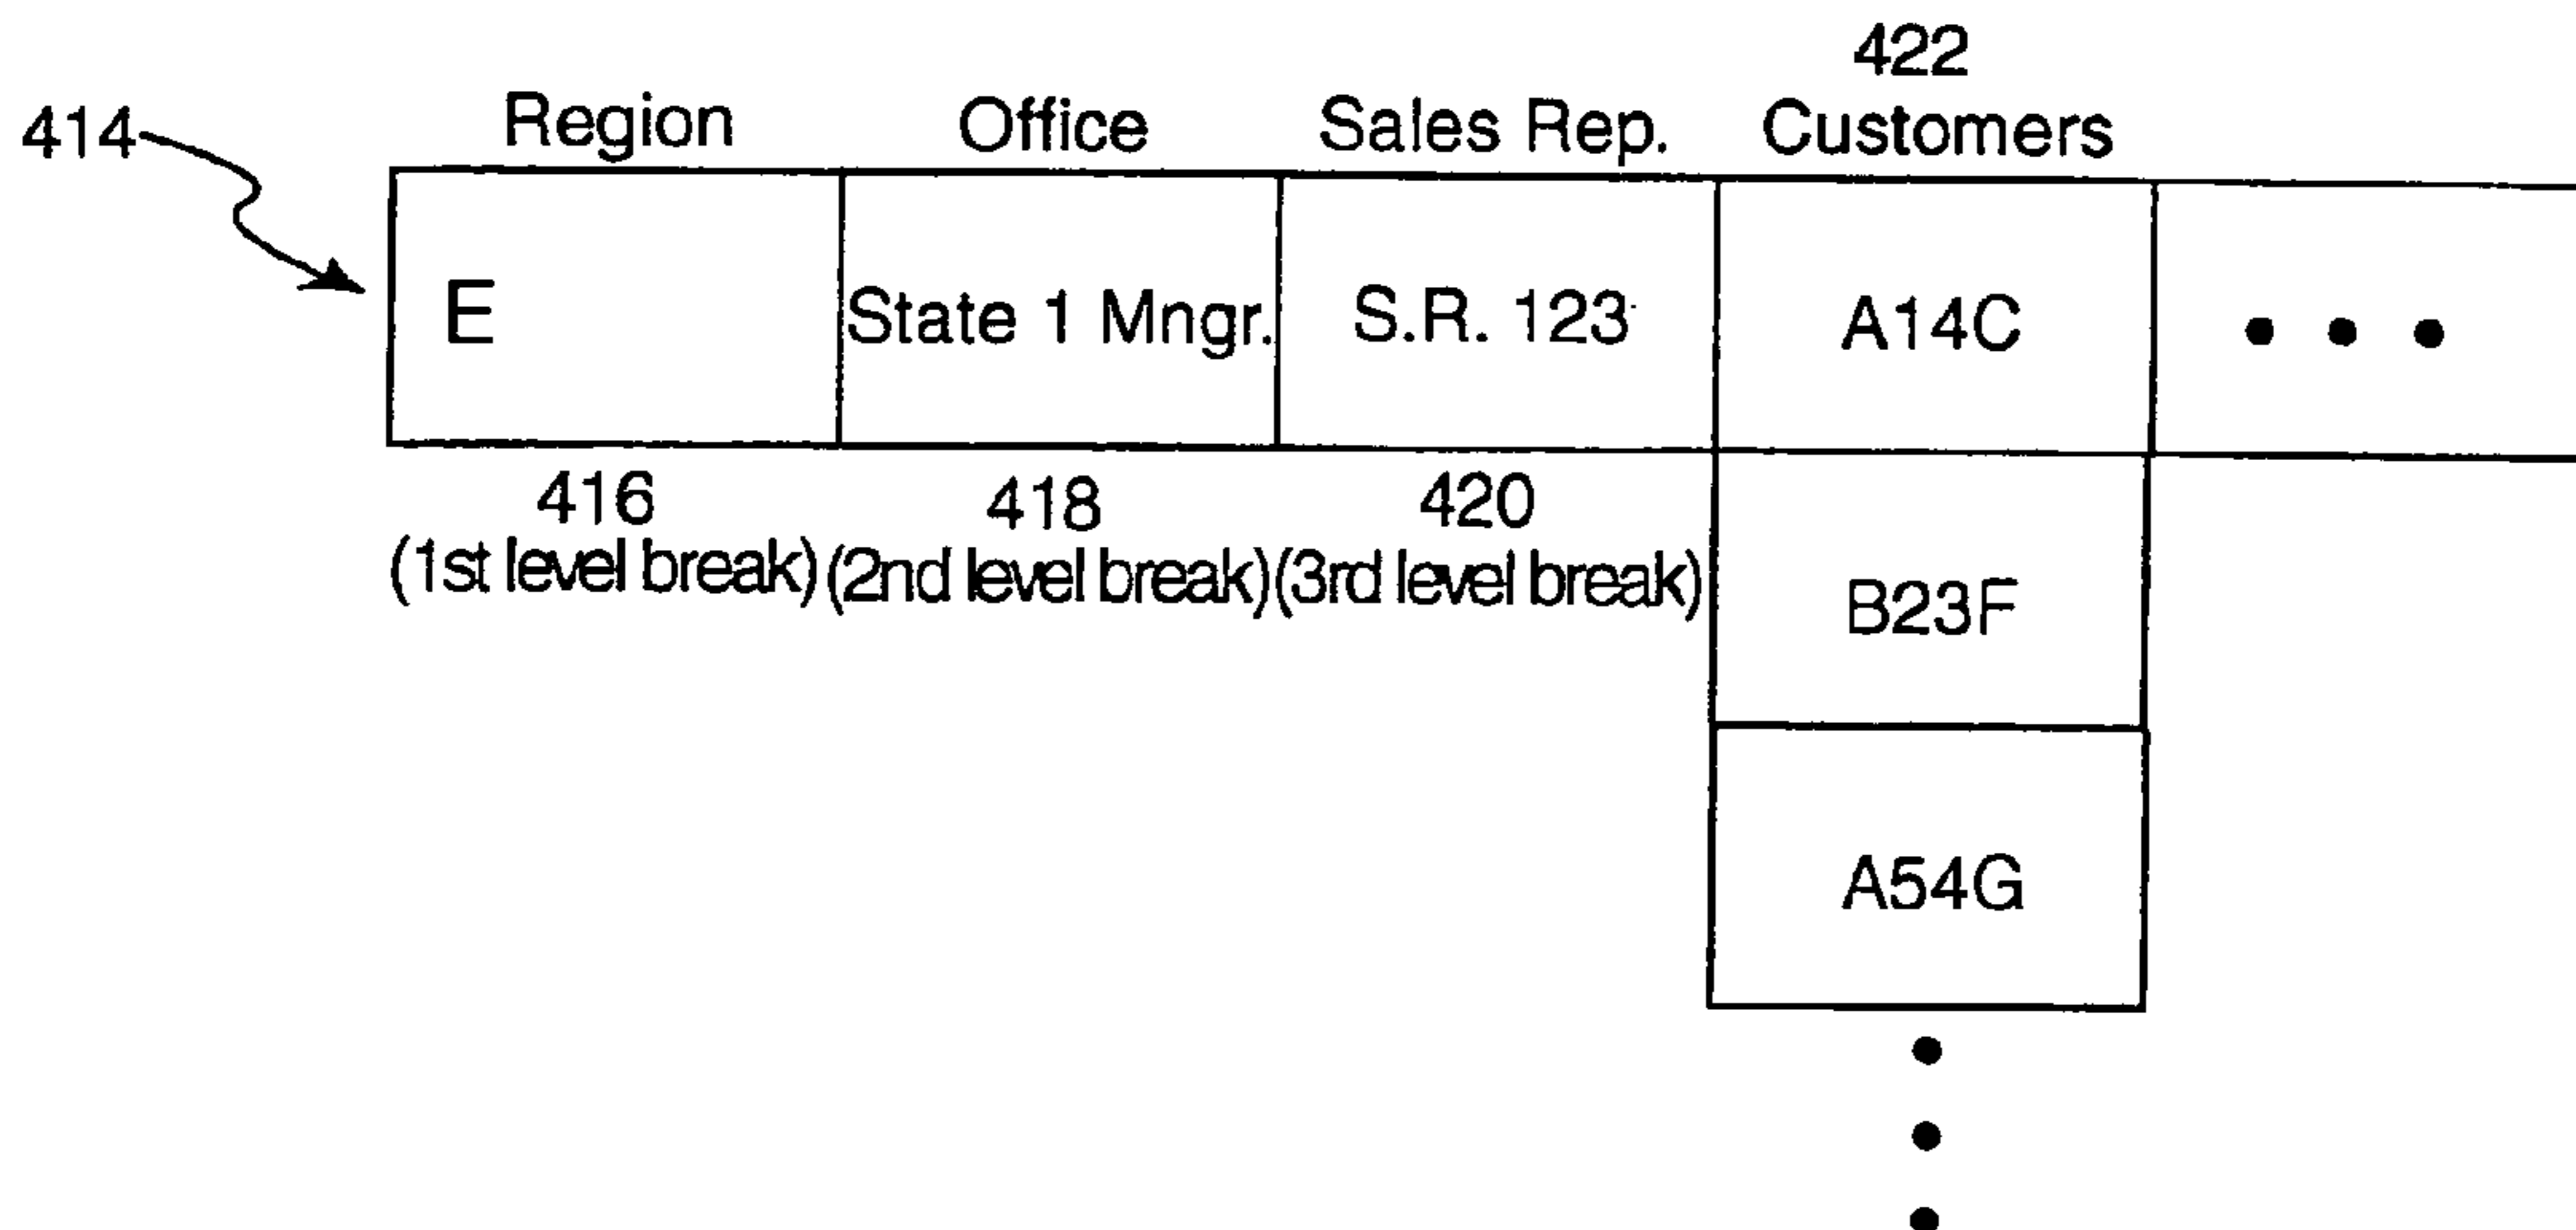 422
414 Region Office Sales Rep. Customers
E State 1 Mngr. S.R. 123 A14C
416 418 420
(1st level break) (2nd level break) (3rd level break)
B23F
A54G